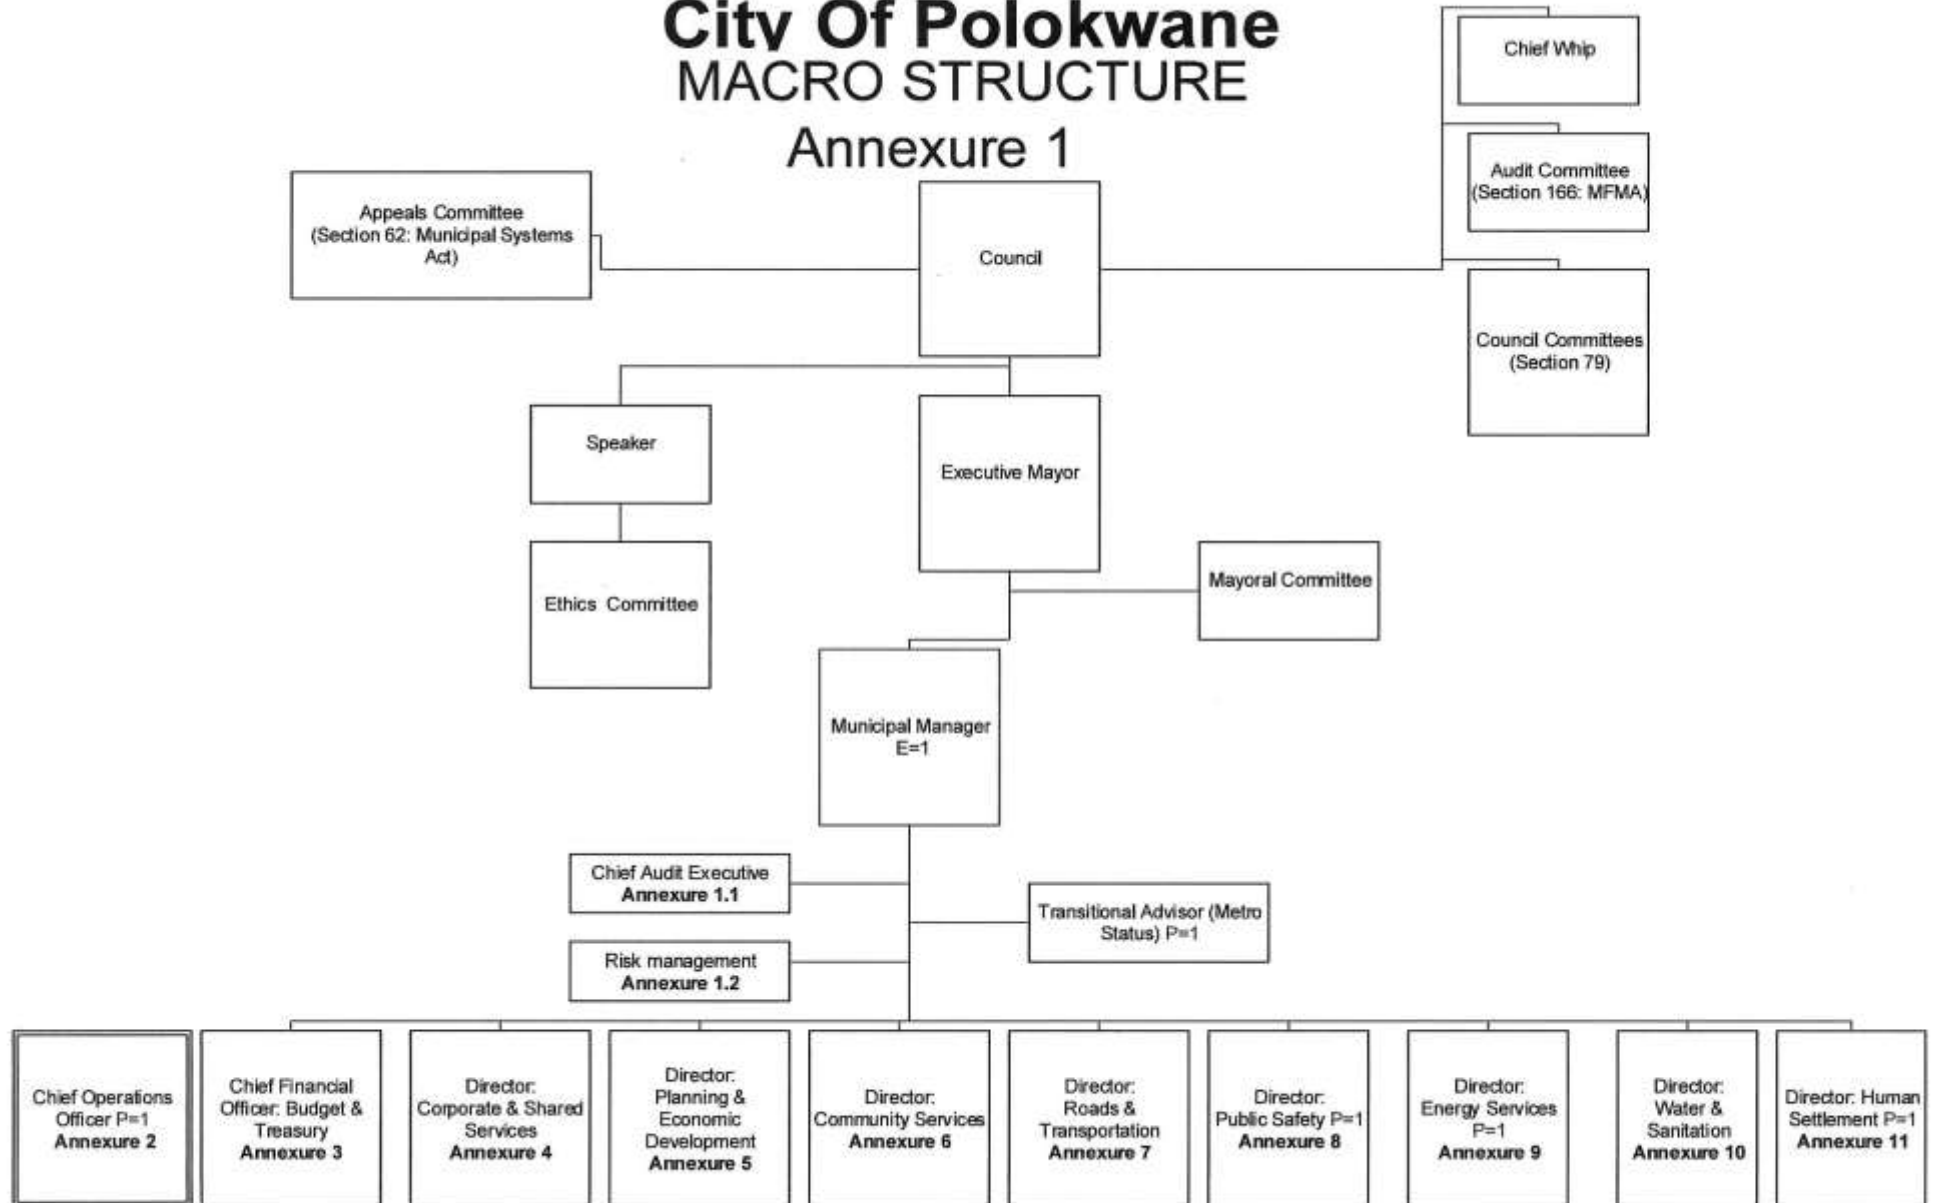 City Of Polokwane
MACRO STRUCTURE
Annexure 1
Chief Whip
Audit Committee
(Section 166: MFMA)
Appeals Committee
(Section 62: Municipal Systems
Act)
Council
Council Committees
(Section 79)
Speaker
Executive Mayor
Ethics Committee
Mayoral Committee
Municipal Manager
E=1
Chief Audit Executive
Annexure 1.1
Transitional Advisor (Metro
Status) P=1
Risk management
Annexure 1.2
Chief Operations
Officer P=1
Annexure 2
Chief Financial
Officer: Budget &
Treasury
Annexure 3
Director:
Corporate & Shared
Services
Annexure 4
Director:
Planning &
Economic
Development
Annexure 5
Director:
Community Services
Annexure 6
Director:
Roads &
Transportation
Annexure 7
Director:
Public Safety P=1
Annexure 8
Director:
Energy Services
P=1
Annexure 9
Director:
Water &
Sanitation
Annexure 10
Director: Human
Settlement P=1
Annexure 11